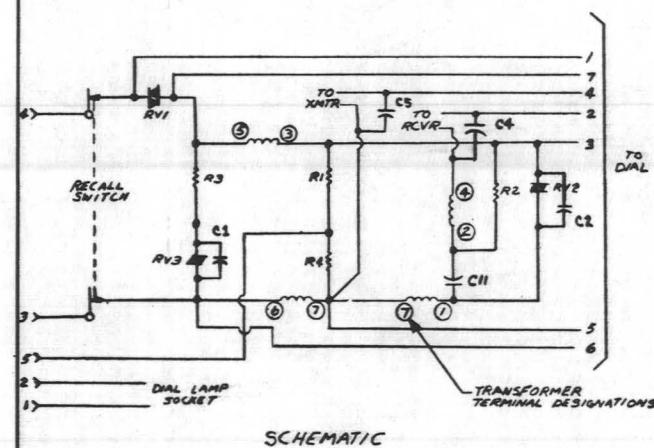 1
7
TO
XMTR
4
C5
RV1
4
TO
RCVR
C4
2
5
3
3
TO
DIAL
RECALL
SWITCH
R3
R1
4
R2
RV2
C2
C1
2
RV3
R4
C11
6
7
7
1
3
5
6
5
2
DIAL LAMP
SOCKET
1
TRANSFORMER
TERMINAL DESIGNATIONS
SCHEMATIC